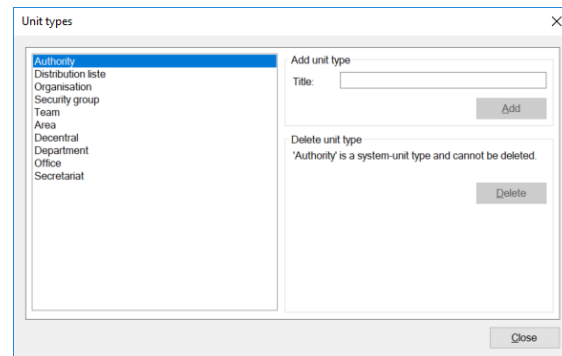 Unit types
Authority
Distribution liste
Organisation
Security group
Team
Area
Decentral
Department
Office
Secretariat
Add unit type
Title:
Add
Delete unit type
'Authority' is a system-unit type and cannot be deleted.
Delete
Close